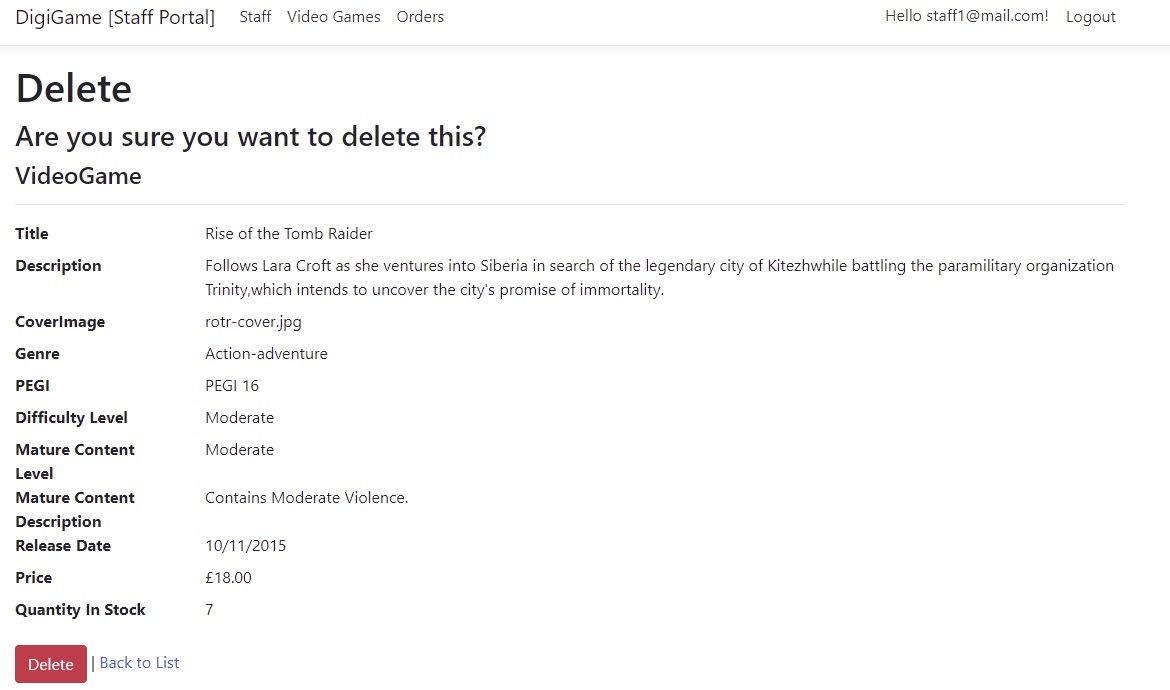 DigiGame [Staff Portal] Staff Video Games Orders Hello staff1@mail.com! Logout
Delete
Are you sure you want to delete this?
VideoGame
Title Rise of the Tomb Raider
Description Follows Lara Croft as she ventures into Siberia in search of the legendary city of Kitezhwhile battling the paramilitary organization
Trinity,which intends to uncover the city's promise of immortality.
CoverImage rotr-cover.jpg
Genre Action-adventure
PEGI PEGI 16
Difficulty Level Moderate
Mature Content Moderate
Level
Mature Content Contains Moderate Violence.
Description
Release Date 10/11/2015
Price £18.00
Quantity In Stock 7
Delete | Back to List